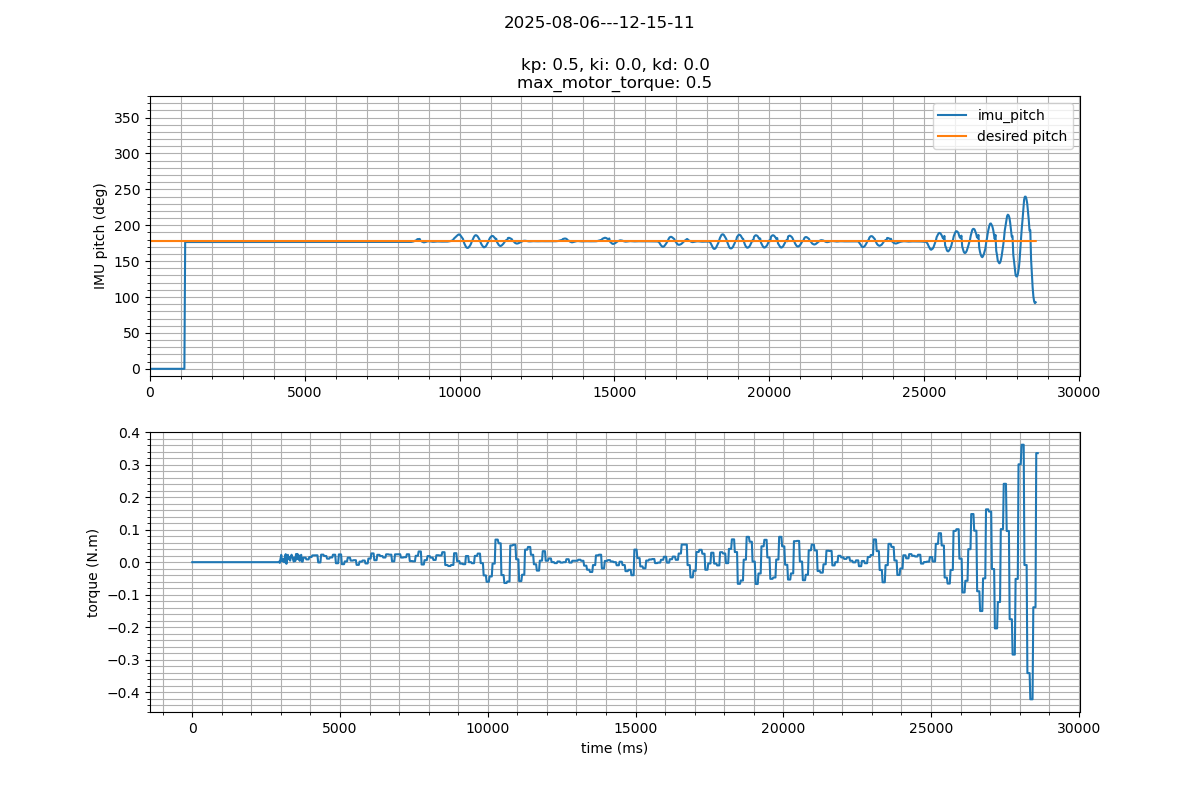 2025-08-06---12-15-11
kp: 0.5, ki: 0.0, kd: 0.0
max_motor_torque: 0.5
IMU pitch (deg)
350
300
250
200
150
100
50
0
imu_pitch
desired pitch
0 5000 10000 15000 20000 25000 30000
torque (N.m)
0.4
0.3
0.2
0.1
0.0
−0.1
−0.2
−0.3
−0.4
0 5000 10000 15000 20000 25000 30000
time (ms)